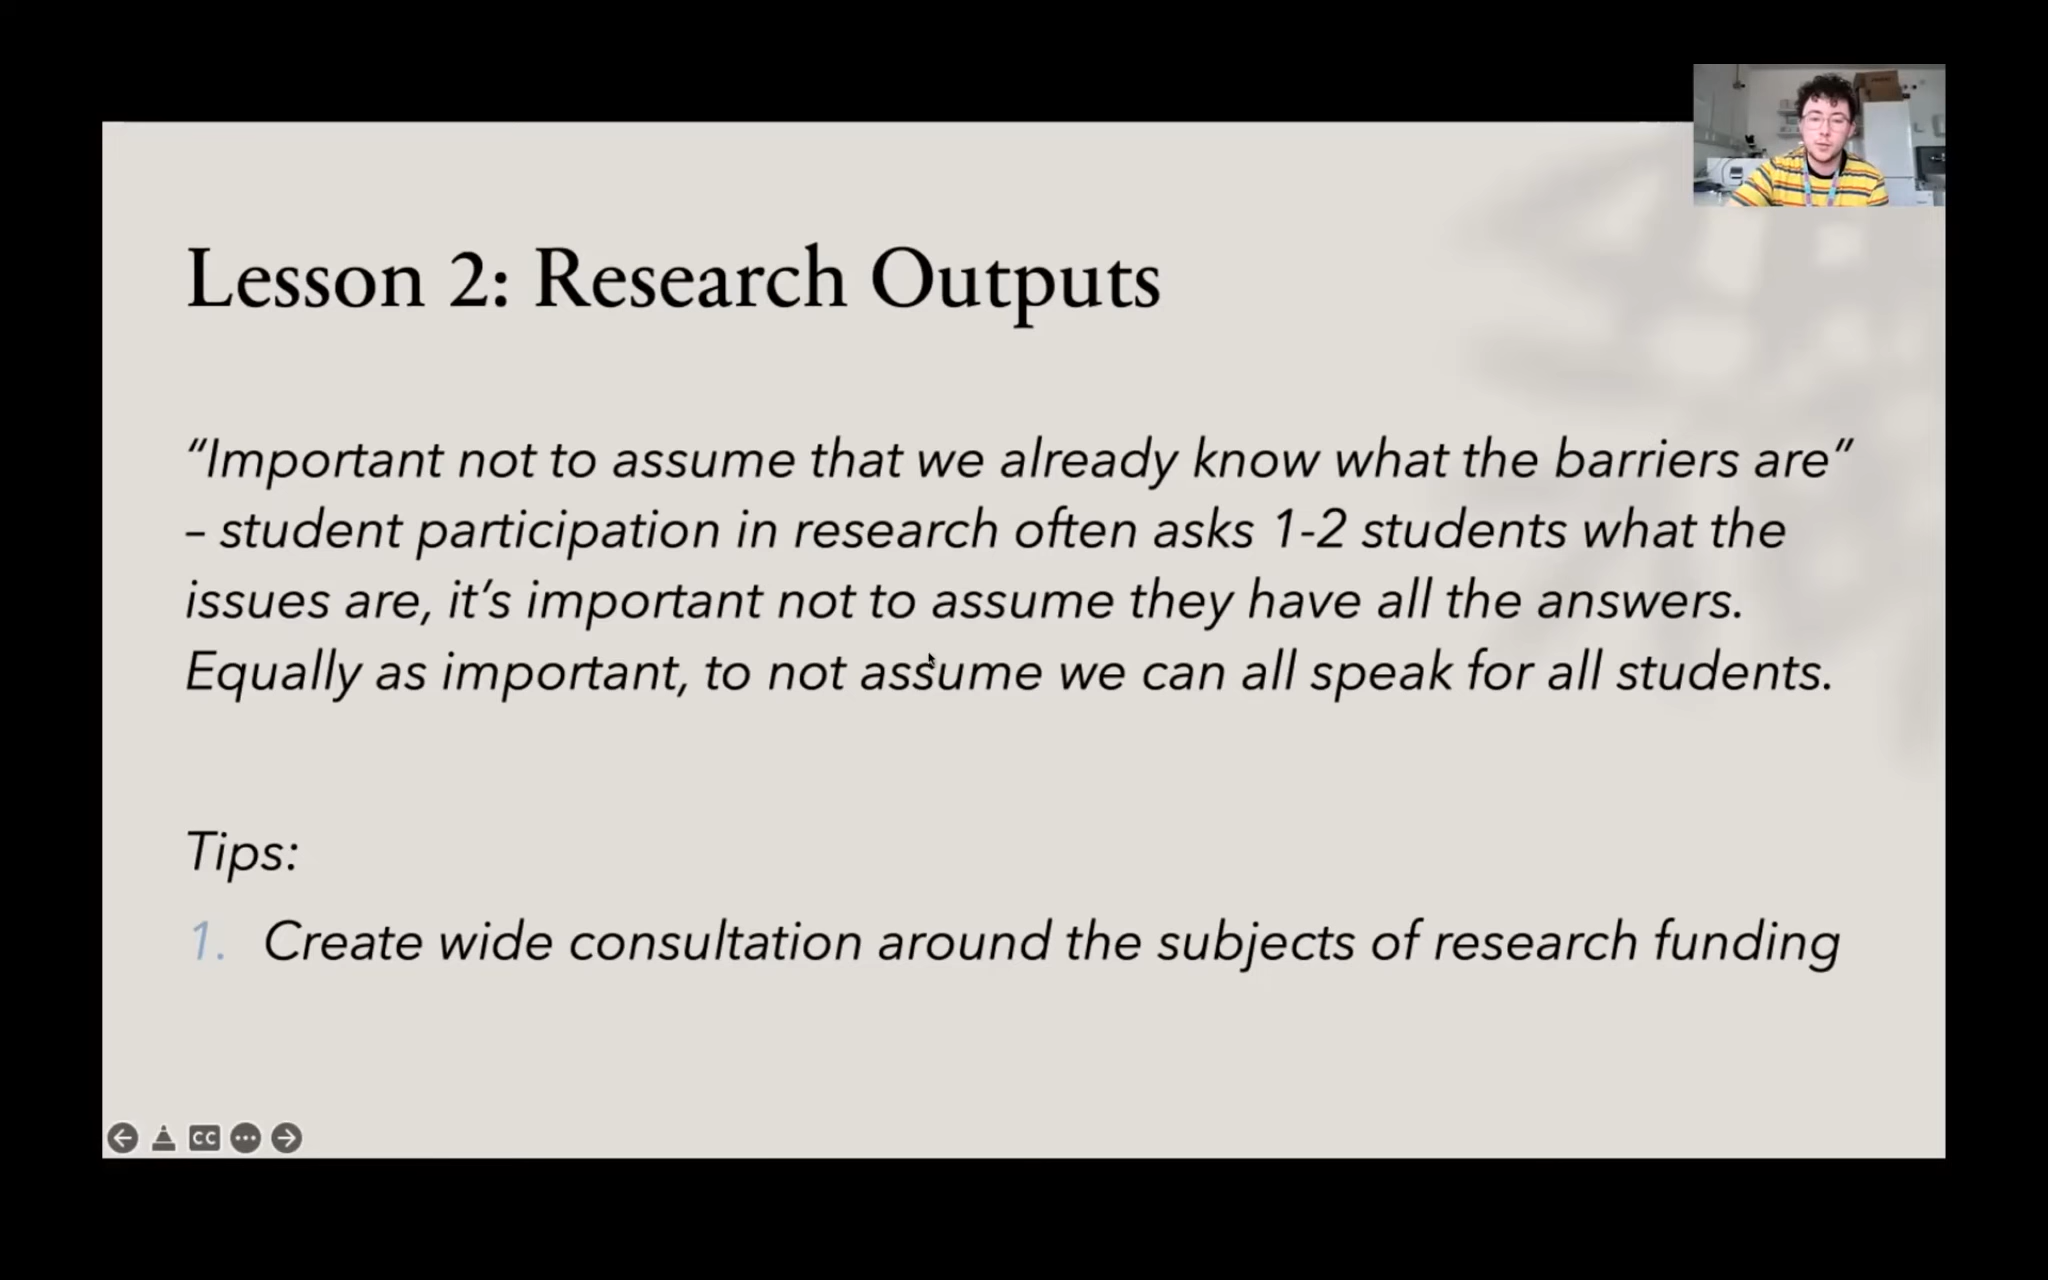 Lesson 2: Research Outputs
“Important not to assume that we already know what the barriers are”
– student participation in research often asks 1-2 students what the
issues are, it’s important not to assume they have all the answers.
Equally as important, to not assume we can all speak for all students.
Tips:
1. Create wide consultation around the subjects of research funding
CC